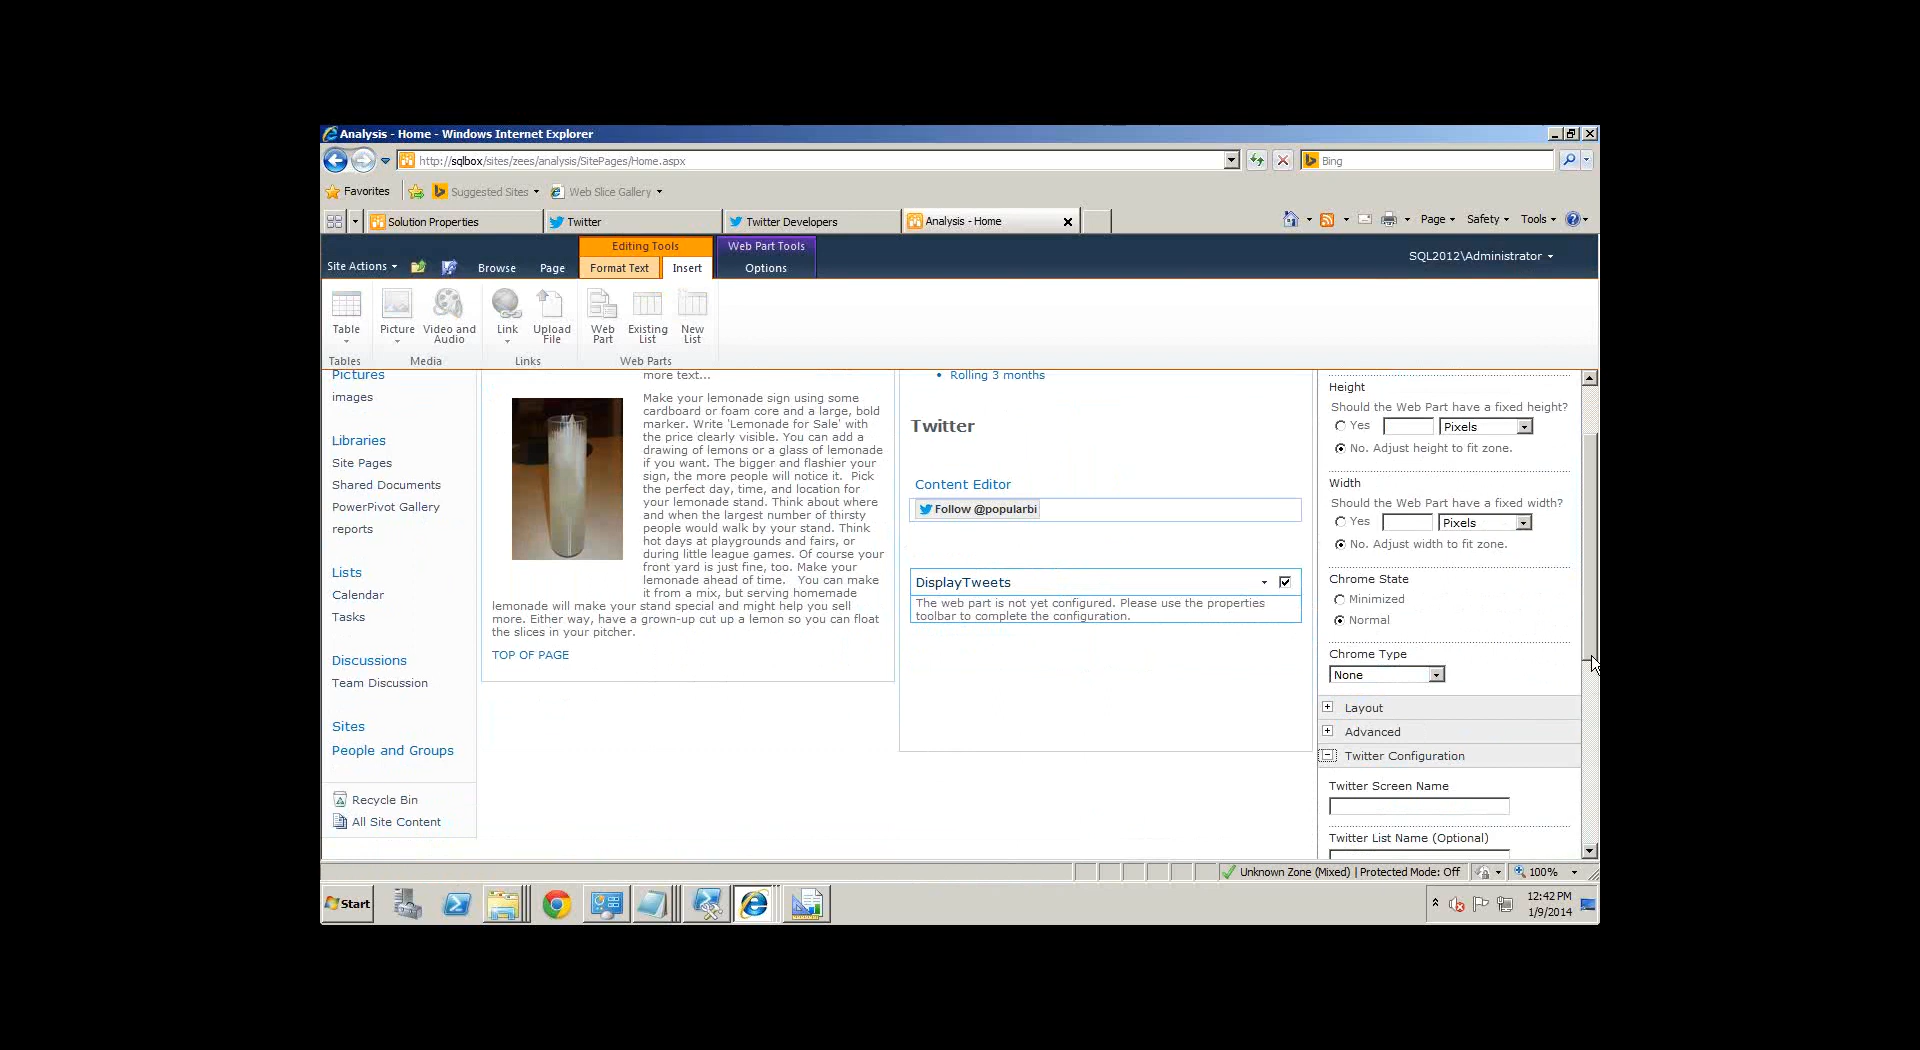 Analysis - Home - Windows Internet Explorer
http://sqlbox/sites/zees/analysis/SitePages/Home.aspx
Bing
Favorites
Suggested Sites
Web Slice Gallery
Solution Properties
Twitter
Twitter Developers
Analysis - Home
Page
Safety
Tools
Editing Tools
Web Part Tools
Site Actions
Browse
Page
Format Text
Insert
Options
SQL2012\Administrator
Table
Picture
Video and
Audio
Link
Upload
File
Web
Part
Existing
List
New
List
Tables
Media
Links
Web Parts
Pictures
images
Libraries
Site Pages
Shared Documents
PowerPivot Gallery
reports
Lists
Calendar
Tasks
Discussions
Team Discussion
Sites
People and Groups
Recycle Bin
All Site Content
more text...
Make your lemonade sign using some
cardboard or foam core and a large, bold
marker. Write 'Lemonade for Sale' with
the price clearly visible. You can add a
drawing of lemons or a glass of lemonade
if you want. The bigger and flashier your
sign, the more people will notice it. Pick
the perfect day, time, and location for
your lemonade stand. Think about where
and when the largest number of thirsty
people would walk by your stand. Think
hot days at playgrounds and fairs, or
during little league games. Of course your
front yard is just fine, too. Make your
lemonade ahead of time. You can make
it from a mix, but serving homemade
lemonade will make your stand special and might help you sell
more. Either way, have a grown-up cut up a lemon so you can float
the slices in your pitcher.
TOP OF PAGE
• Rolling 3 months
Twitter
Content Editor
Follow @popularbi
DisplayTweets
The web part is not yet configured. Please use the properties
toolbar to complete the configuration.
Height
Should the Web Part have a fixed height?
Yes
Pixels
No. Adjust height to fit zone.
Width
Should the Web Part have a fixed width?
Yes
Pixels
No. Adjust width to fit zone.
Chrome State
Minimized
Normal
Chrome Type
None
Layout
Advanced
Twitter Configuration
Twitter Screen Name
Twitter List Name (Optional)
Unknown Zone (Mixed) | Protected Mode: Off
100%
Start
12:42 PM
1/9/2014